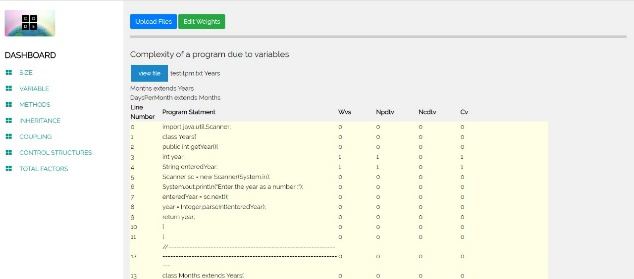 CODE
Upload Files Edit Weights
DASHBOARD
SIZE
VARIABLE
METHODS
INHERITANCE
COUPLING
CONTROL STRUCTURES
TOTAL FACTORS
Complexity of a program due to variables
view file test.tpm.txt Years
Months extends Years
DaysPerMonth extends Months
Line Number Program Statment Wvs Npdtv Ncdtv Cv
0 import java.util.Scanner; 0 0 0 0
1 class Years{ 0 0 0 0
2 public int getYear(){ 0 0 0 0
3 int year; 1 1 0 1
4 String enteredYear; 1 1 0 1
5 Scanner sc = new Scanner(System.in); 0 0 0 0
6 System.out.println("Enter the year as a number :"); 0 0 0 0
7 enteredYear = sc.next(); 0 0 0 0
8 year = Integer.parseInt(enteredYear); 0 0 0 0
9 return year; 0 0 0 0
10 } 0 0 0 0
11 } 0 0 0 0
12 //------------------------------------------------ 0 0 0 0
13 class Months extends Years{ 0 0 0 0